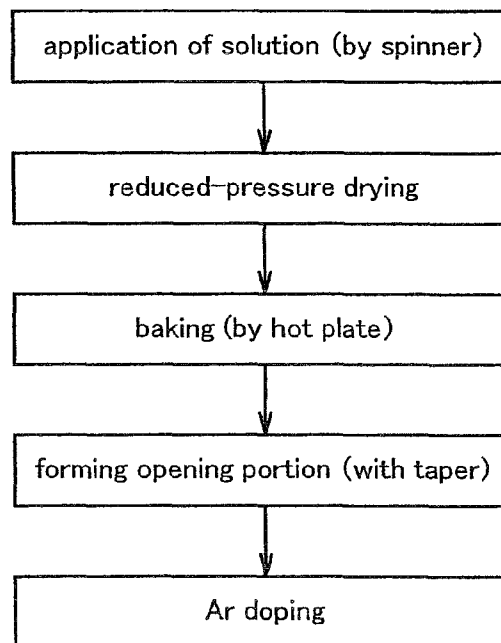 application of solution (by spinner)
reduced-pressure drying
baking (by hot plate)
forming opening portion (with taper)
Ar doping